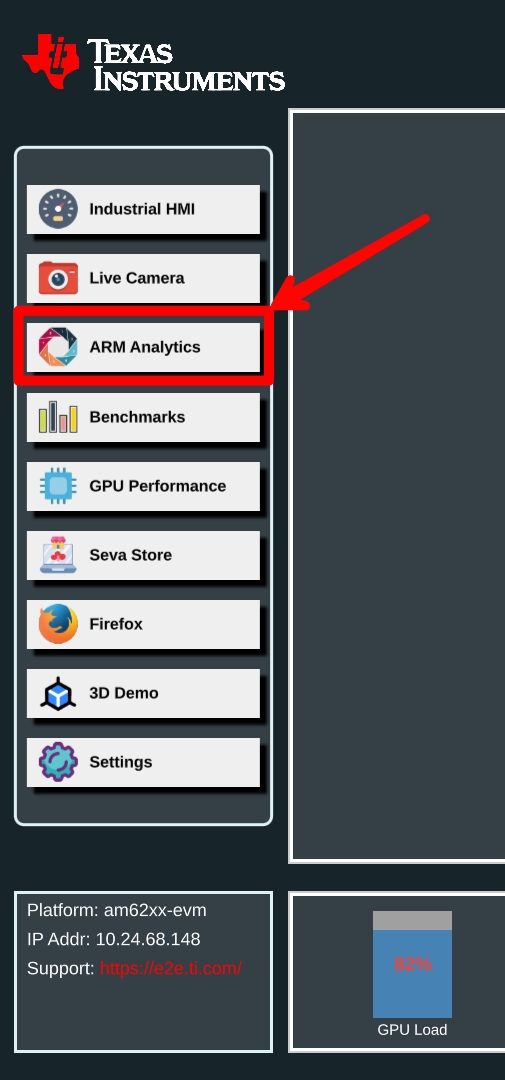 TEXAS
INSTRUMENTS
Industrial HMI
Live Camera
ARM Analytics
Benchmarks
GPU Performance
Seva Store
Firefox
3D Demo
Settings
Platform: am62xx-evm
IP Addr: 10.24.68.148
Support: https://e2e.ti.com/
82%
GPU Load